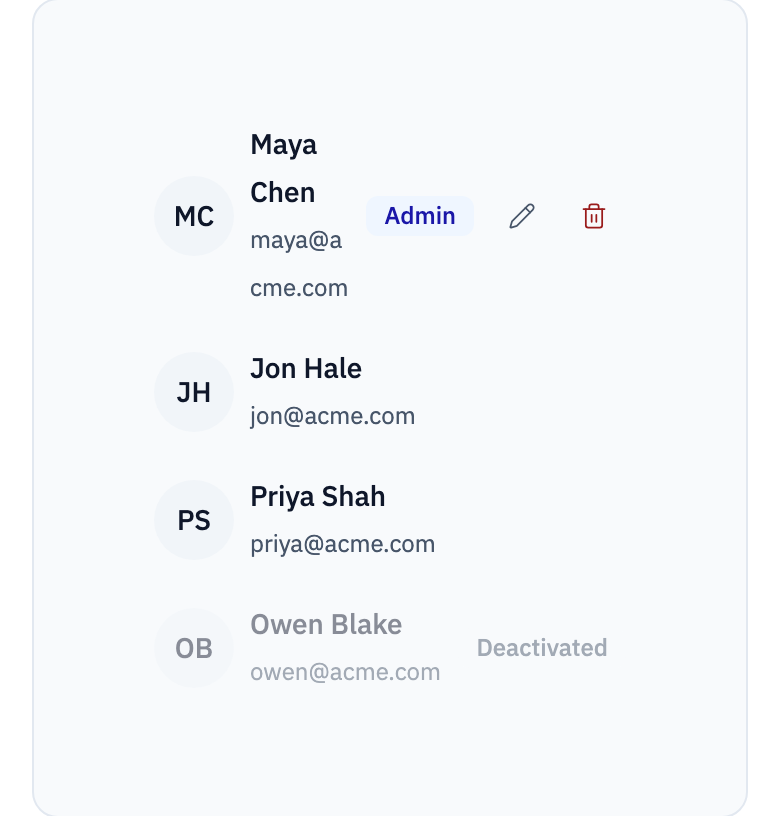 Maya
Chen
MC
maya@a
cme.com
Admin
JH
Jon Hale
jon@acme.com
PS
Priya Shah
priya@acme.com
OB
Owen Blake
owen@acme.com
Deactivated